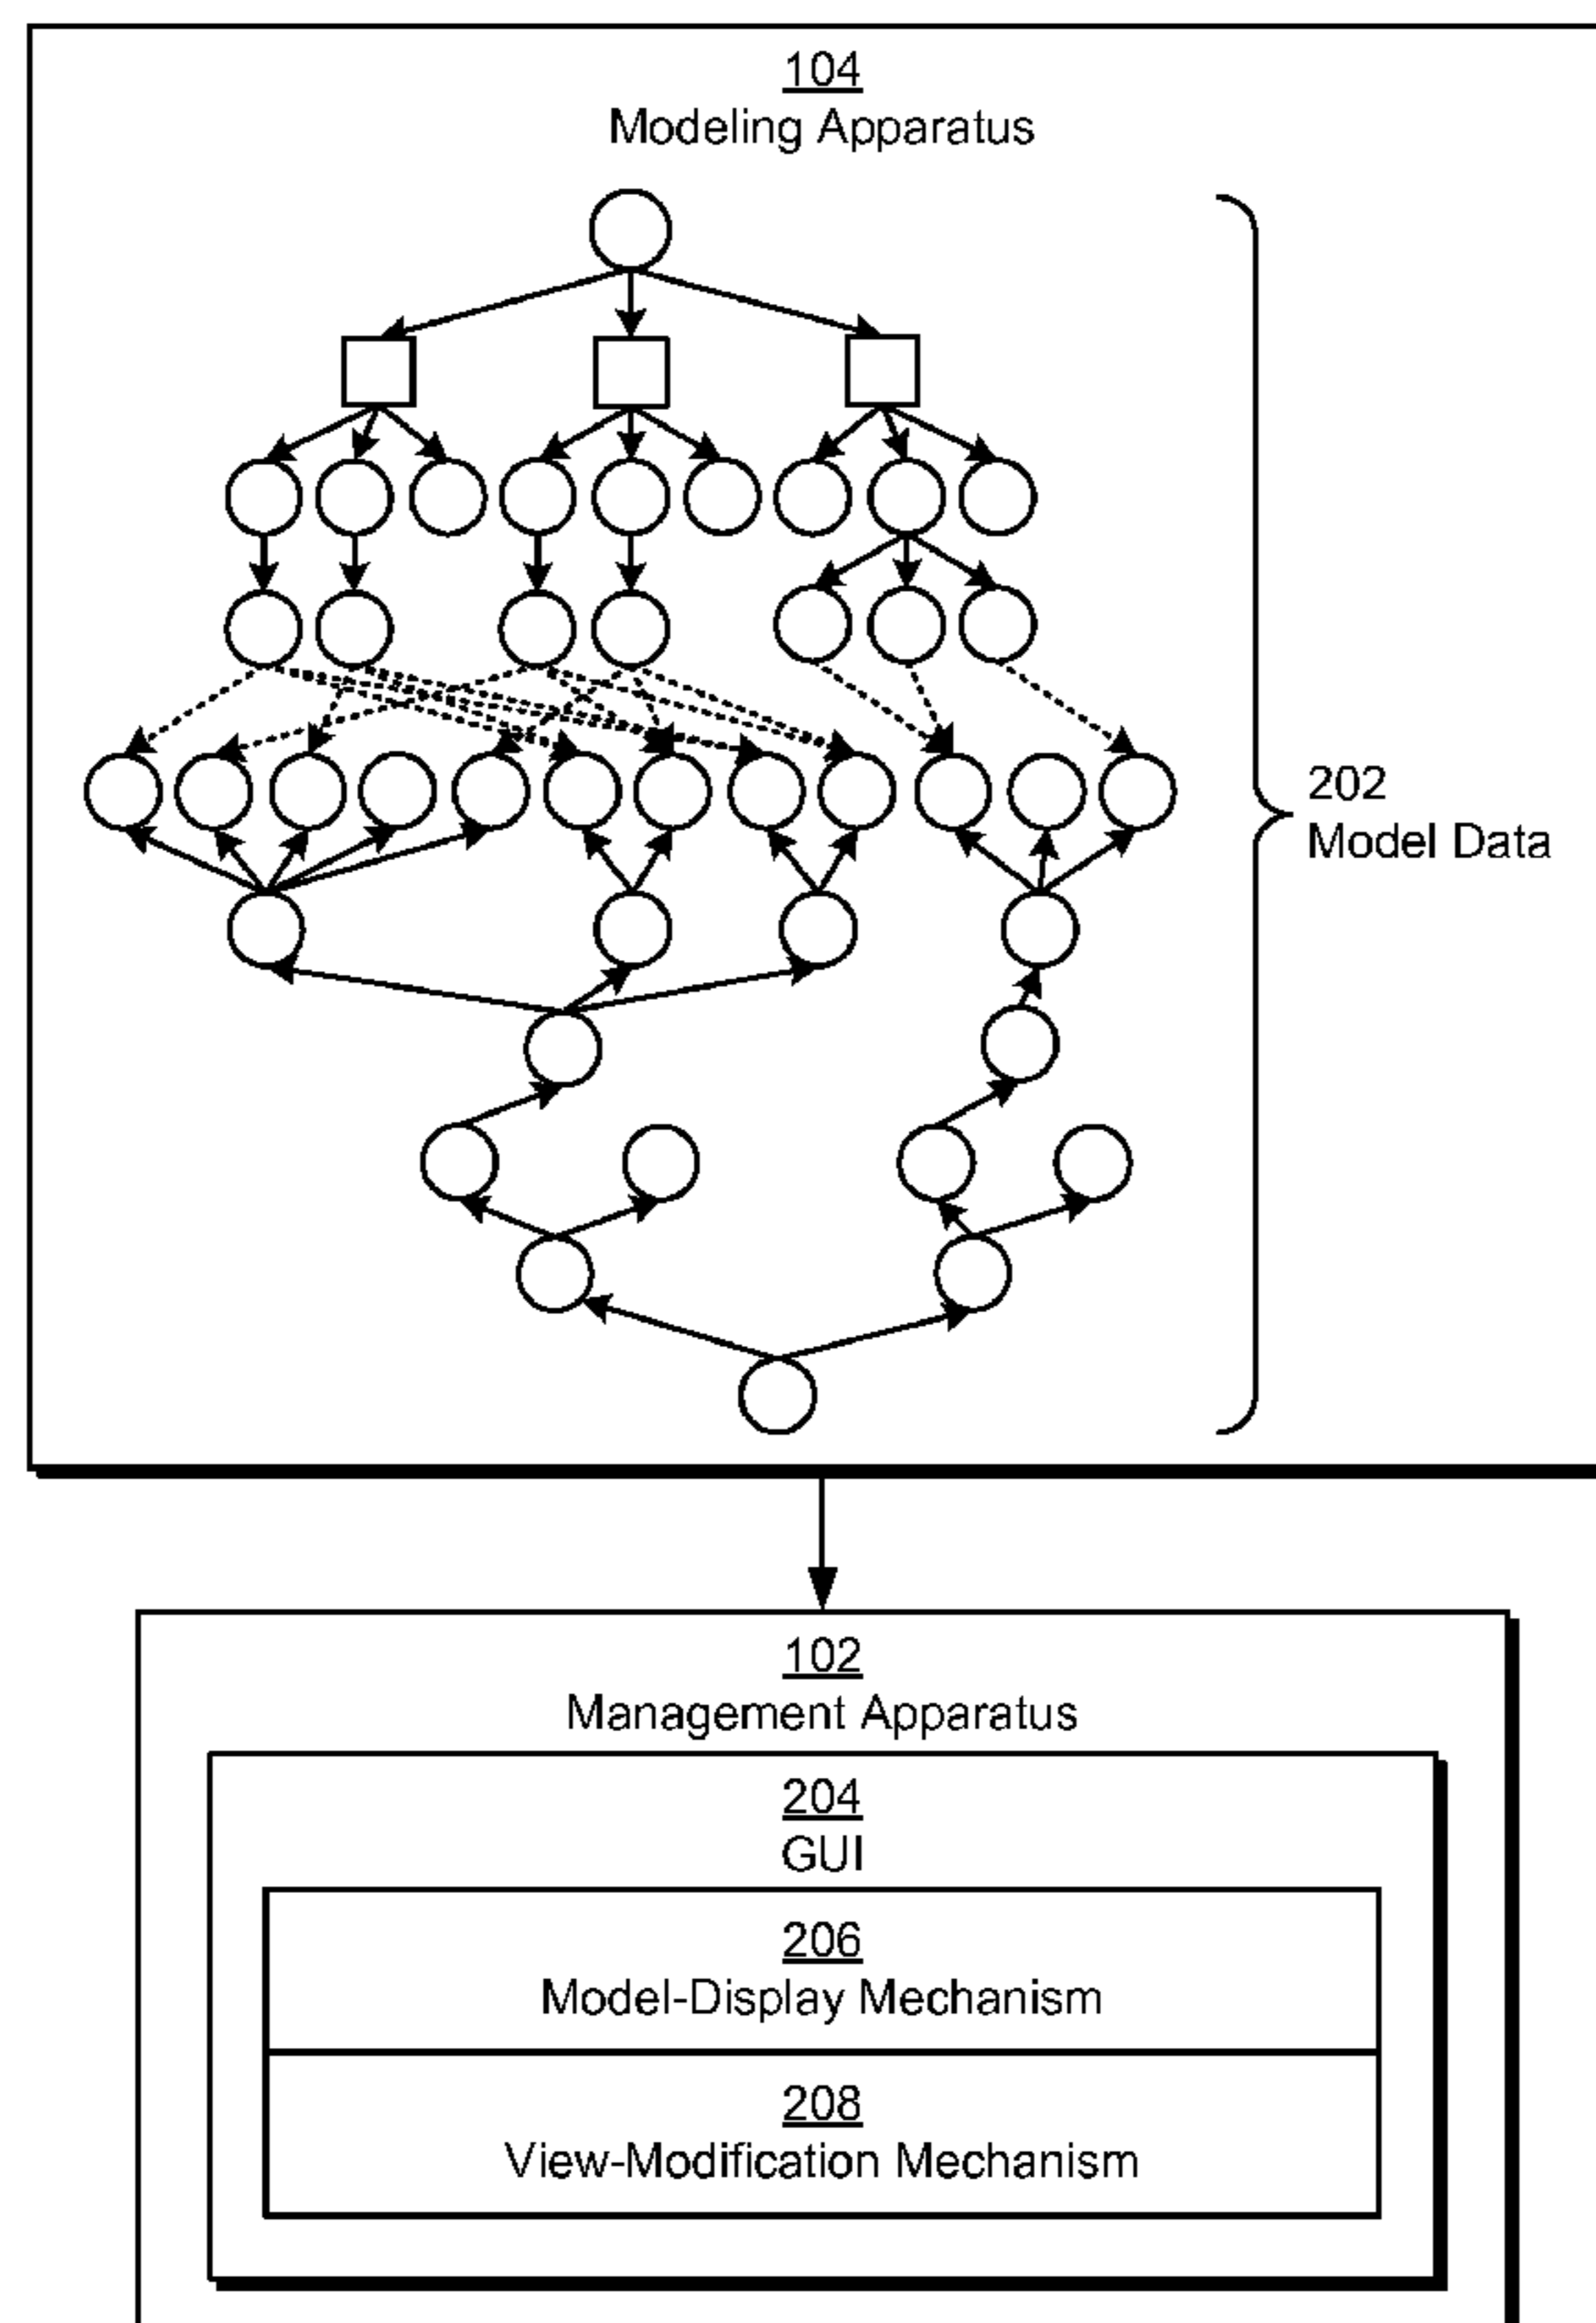 104
Modeling Apparatus
202
Model Data
102
Management Apparatus
204
GUI
206
Model-Display Mechanism
208
View-Modification Mechanism